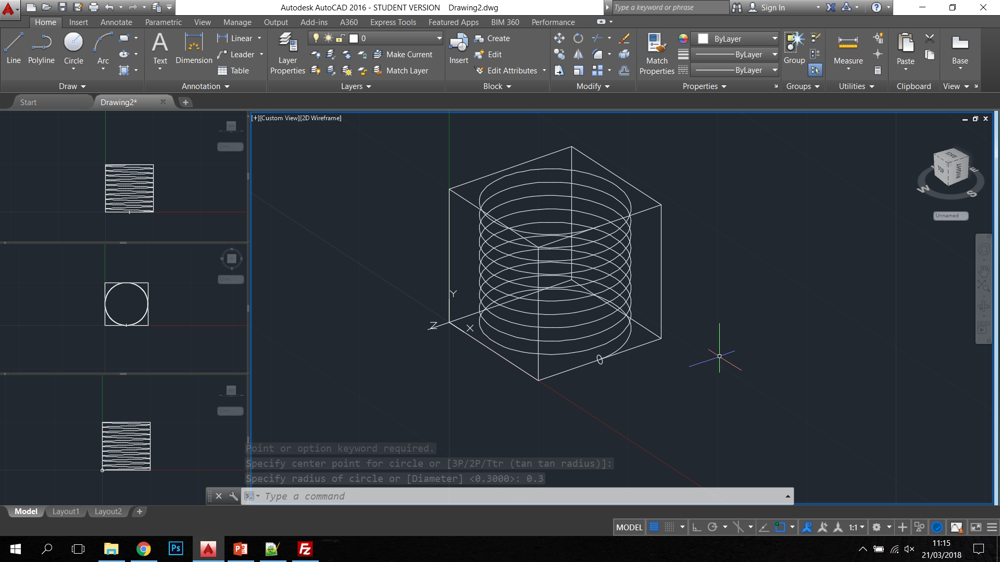 Autodesk AutoCAD 2016 - STUDENT VERSION Drawing2.dwg
Type a keyword or phrase
Sign In
Home Insert Annotate Parametric View Manage Output Add-ins A360 Express Tools Featured Apps BIM 360 Performance
Line
Polyline
Circle
Arc
Draw
Text
Dimension
Linear
Leader
Table
Annotation
Layer
Properties
0
Make Current
Match Layer
Layers
Insert
Create
Edit
Edit Attributes
Block
Modify
Match
Properties
ByLayer
ByLayer
ByLayer
Properties
Group
Groups
Measure
Utilities
Paste
Clipboard
Base
View
Start
Drawing2*
[+][Custom View][2D Wireframe]
BACK
TOP
RIGHT
E
W
S
Unnamed
N
W
E
S
Y
Z
X
Point or option keyword required.
Specify center point for circle or [3P/2P/Ttr (tan tan radius)]:
Specify radius of circle or [Diameter] <0.3000>: 0.3
Type a command
Model Layout1 Layout2
MODEL
1:1
Ps
11:15
21/03/2018